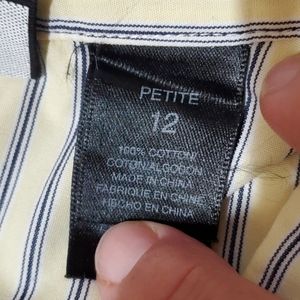 PETITE
12
100% COTTON/
COTON/ALGODON
MADE IN CHINA
FABRIQUE EN CHINE
HECHO EN CHINA